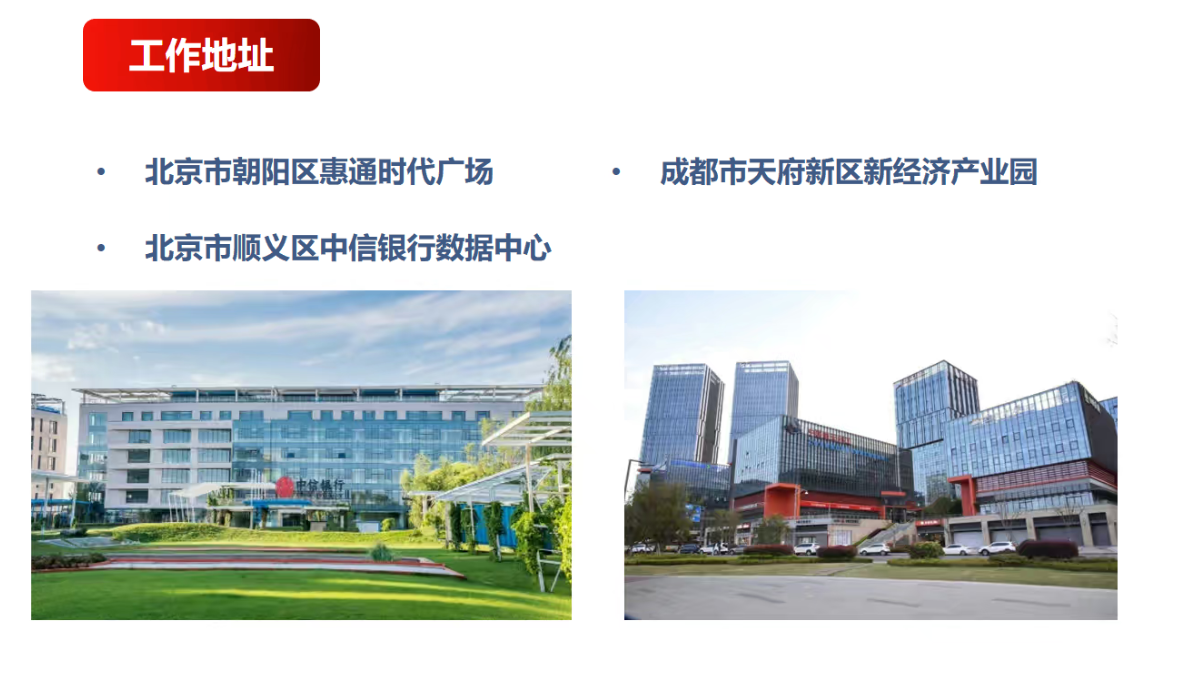 工作地址
• 北京市朝阳区惠通时代广场
• 成都市天府新区新经济产业园
• 北京市顺义区中信银行数据中心
中信银行